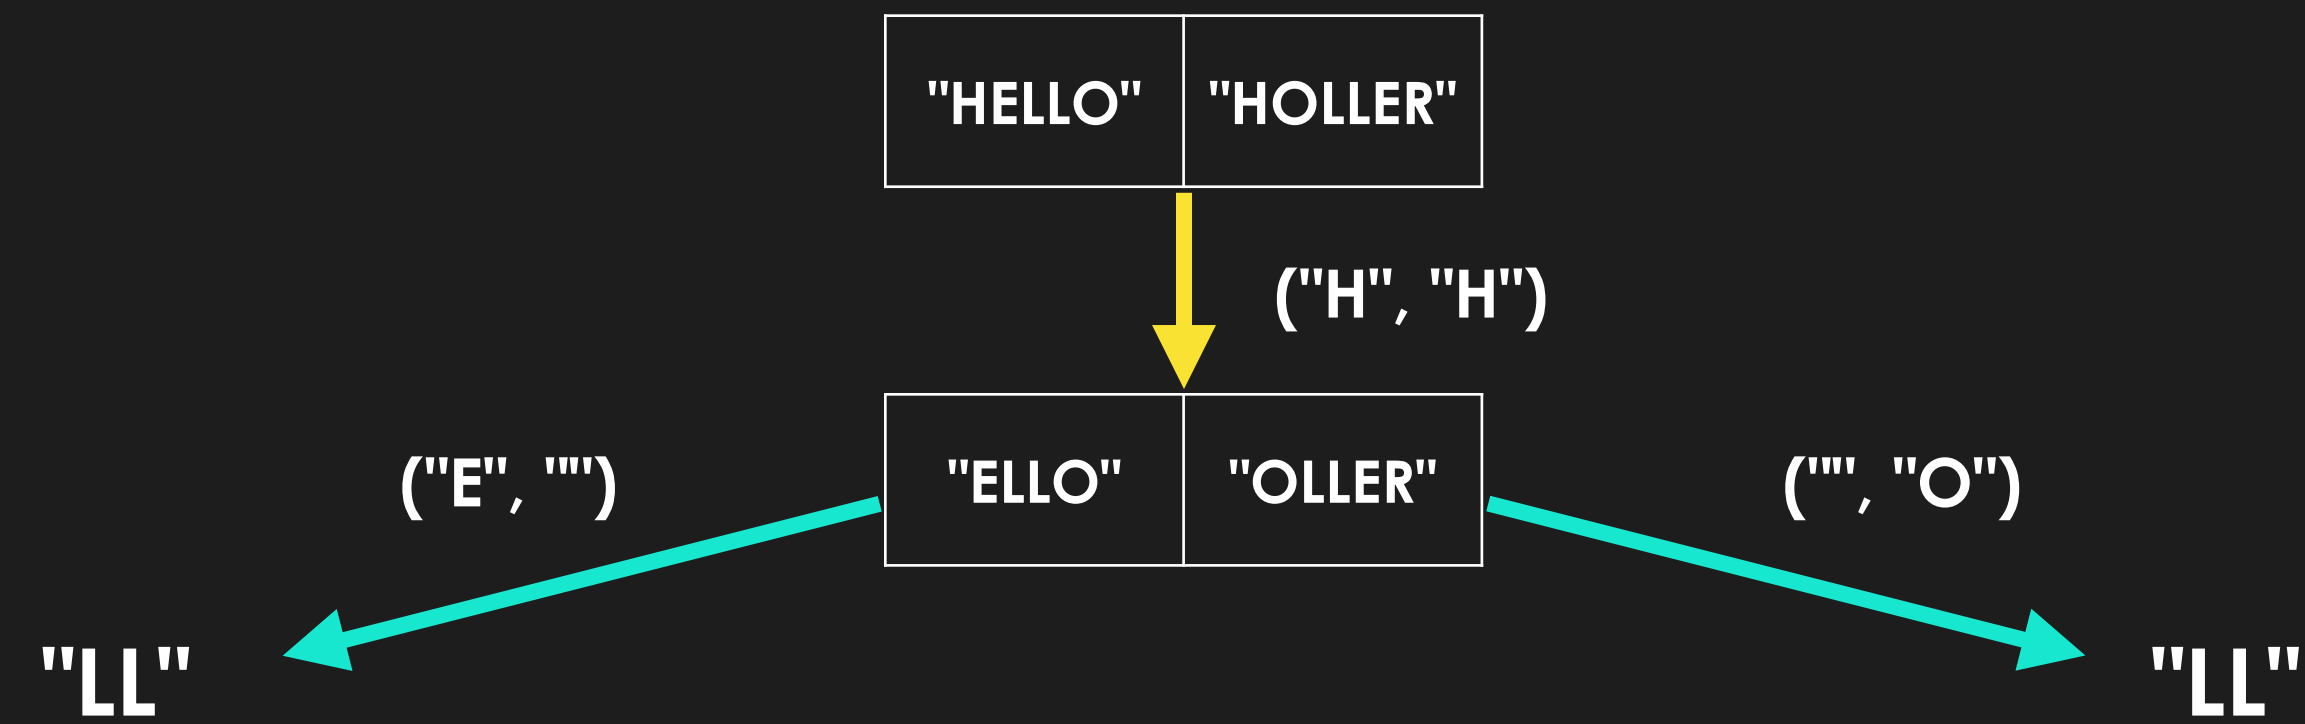 "HELLO" "HOLLER"
("H", "H")
("E", "") "ELLO" "OLLER" ("", "O")
"LL" "LL"